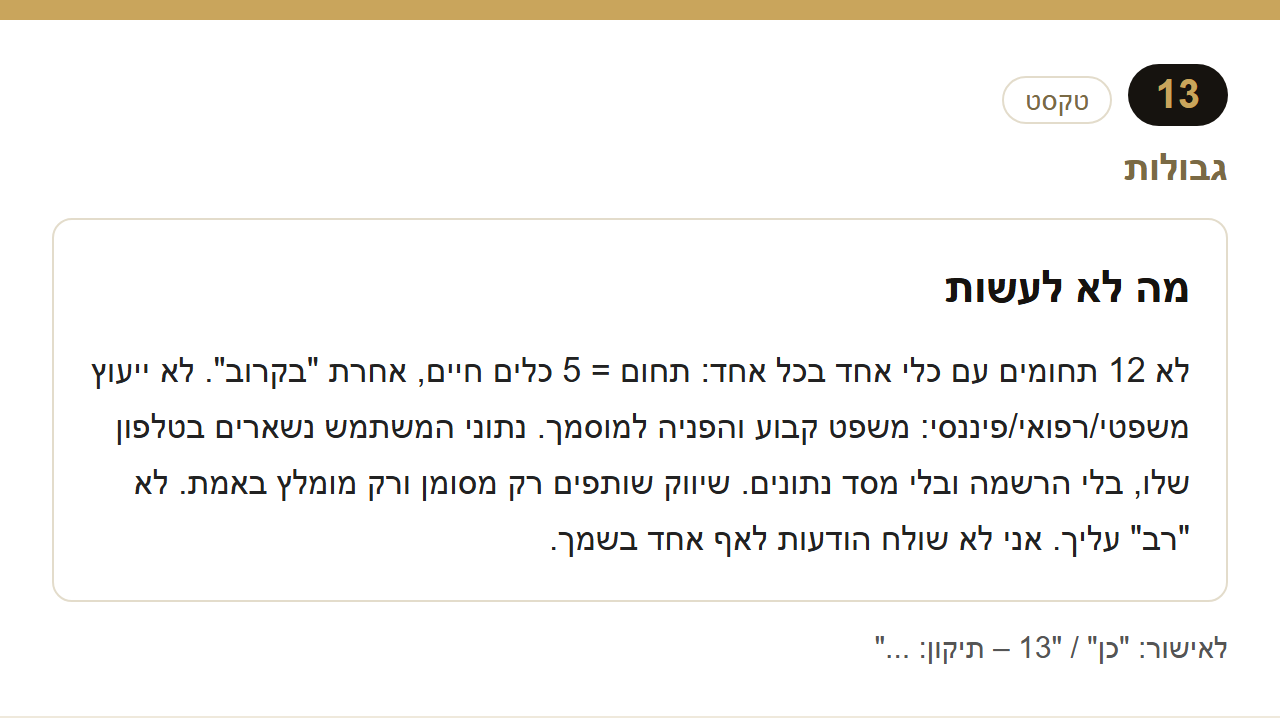 13
טקסט
גבולות
מה לא לעשות
לא 12 תחומים עם כלי אחד בכל אחד: תחום = 5 כלים חיים, אחרת "בקרוב". לא ייעוץ
משפטי/רפואי/פיננסי: משפט קבוע והפניה למוסמך. נתוני המשתמש נשארים בטלפון
שלו, בלי הרשמה ובלי מסד נתונים. שיווק שותפים רק מסומן ורק מומלץ באמת. לא
"רב" עליך. אני לא שולח הודעות לאף אחד בשמך.
לאישור: "כן" / "13 – תיקון: ..."